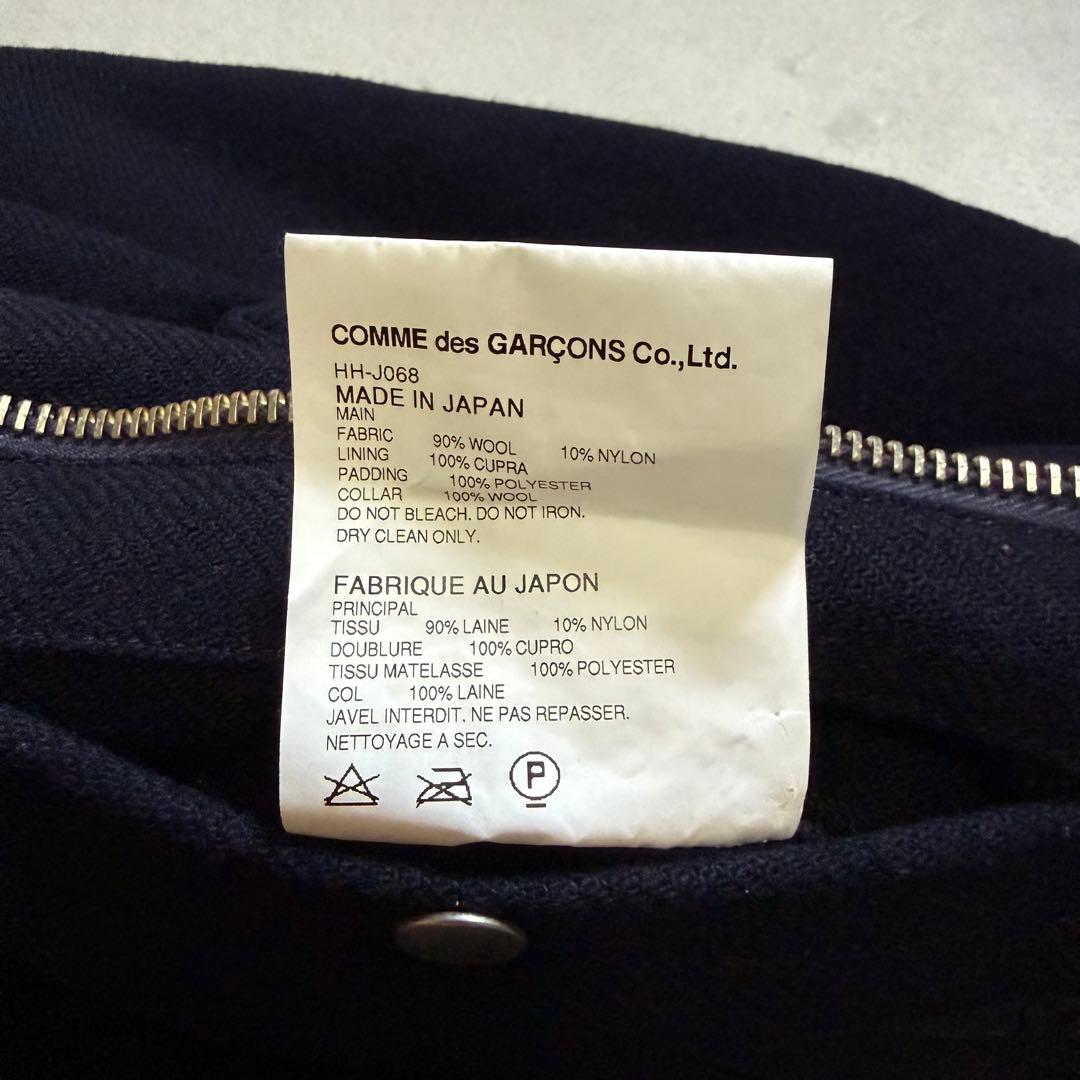 COMME des GARÇONS Co.,Ltd.
HH-J068
MADE IN JAPAN
MAIN
FABRIC 90% WOOL 10% NYLON
LINING 100% CUPRA
PADDING 100% POLYESTER
COLLAR 100% WOOL
DO NOT BLEACH. DO NOT IRON.
DRY CLEAN ONLY.
FABRIQUE AU JAPON
PRINCIPAL
TISSU 90% LAINE 10% NYLON
DOUBLURE 100% CUPRO
TISSU MATELASSE 100% POLYESTER
COL 100% LAINE
JAVEL INTERDIT. NE PAS REPASSER.
NETTOYAGE A SEC.
P